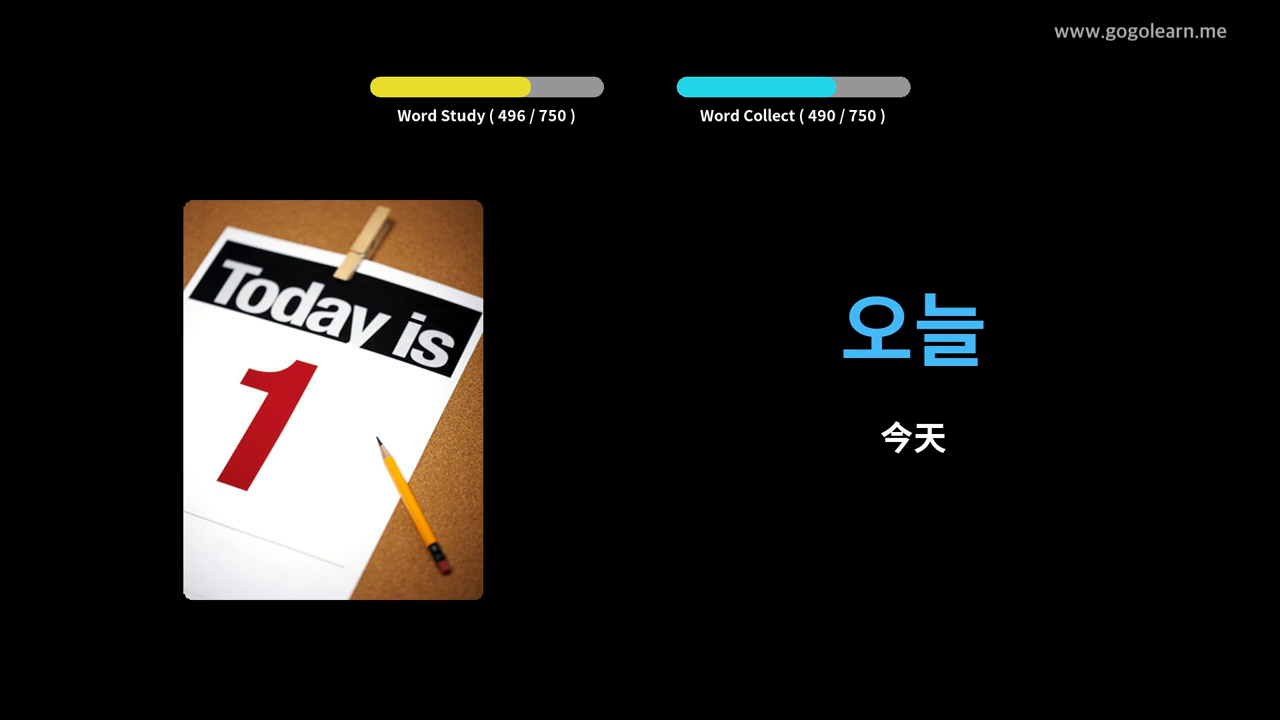 www.gogolearn.me
Word Study ( 496 / 750 )
Word Collect ( 490 / 750 )
Today is
1
오늘
今天